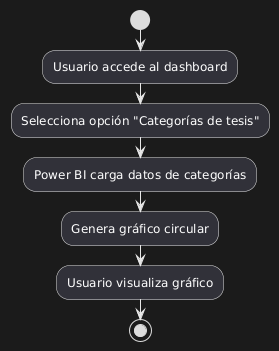 Usuario accede al dashboard
Selecciona opción "Categorías de tesis"
Power BI carga datos de categorías
Genera gráfico circular
Usuario visualiza gráfico